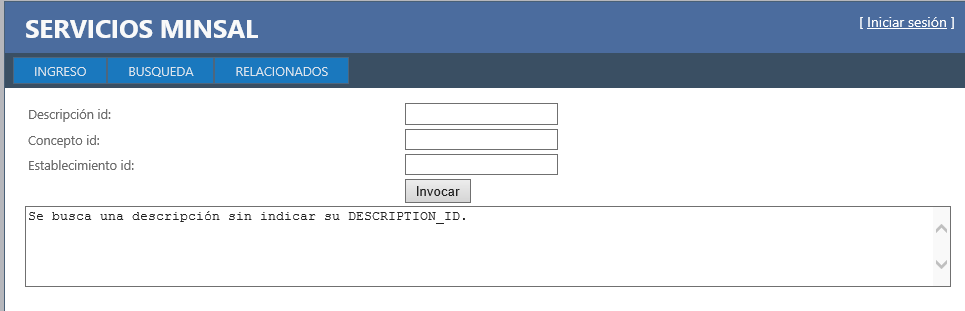 SERVICIOS MINSAL
[ Iniciar sesión ]
INGRESO BUSQUEDA RELACIONADOS
Descripción id:
Concepto id:
Establecimiento id:
Invocar
Se busca una descripción sin indicar su DESCRIPTION_ID.